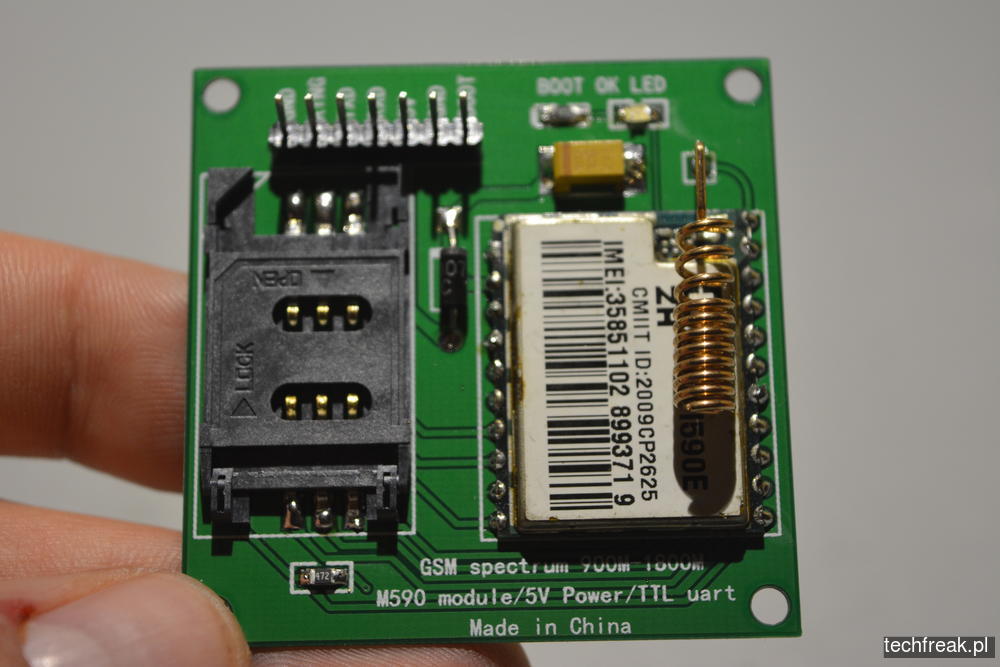 BOOT OK LED
OPEN
LOCK
IMEI:35851102 899371 9
CMIIT ID:2009CP2625
ZH
590E
472
GSM spectrum 900M 1800M
M590 module/5V Power/TTL uart
Made in China
techfreak.pl